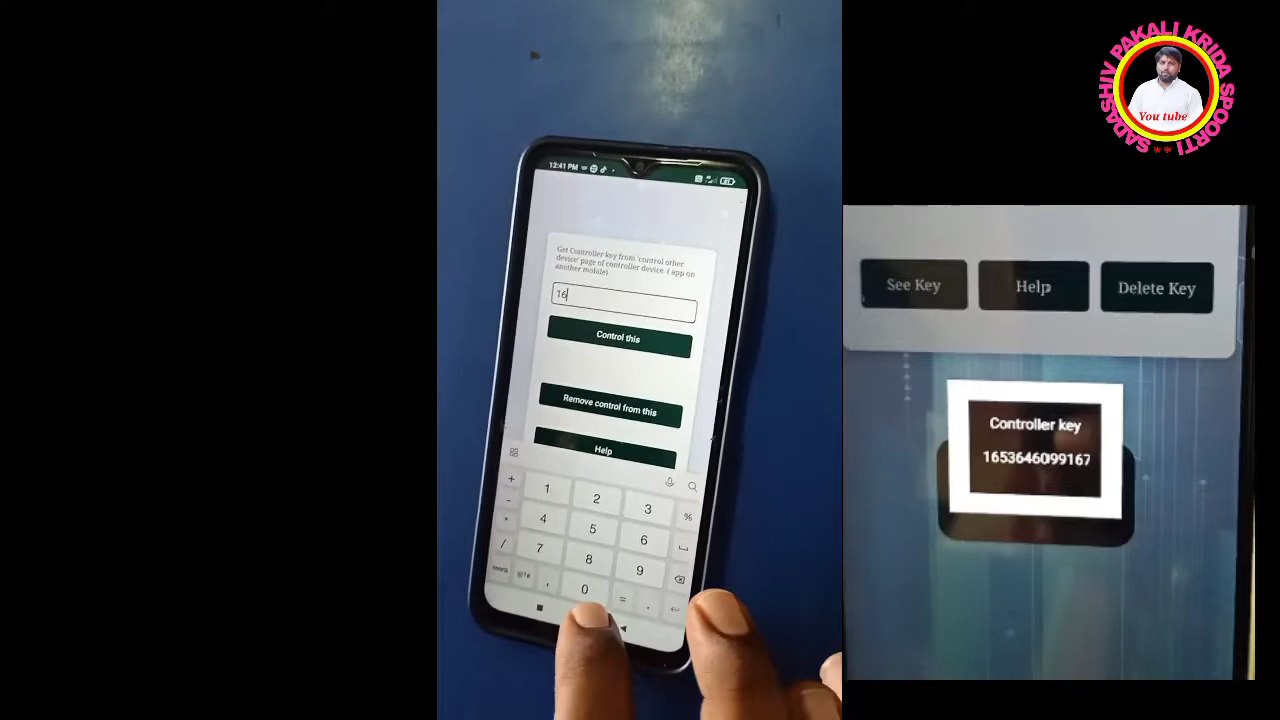 12:41 PM
Get Controller key from 'control other
device' page of controller device. ( app on
another mobile)
16
Control this
Remove control from this
Help
+ 1 2 3 %
- 4 5 6
* 7 8 9
/ , 0 = .
See Key Help Delete Key
Controller key
1653646099167
SADASHIV PAKALI KRIDA SPOORTI
You tube
**